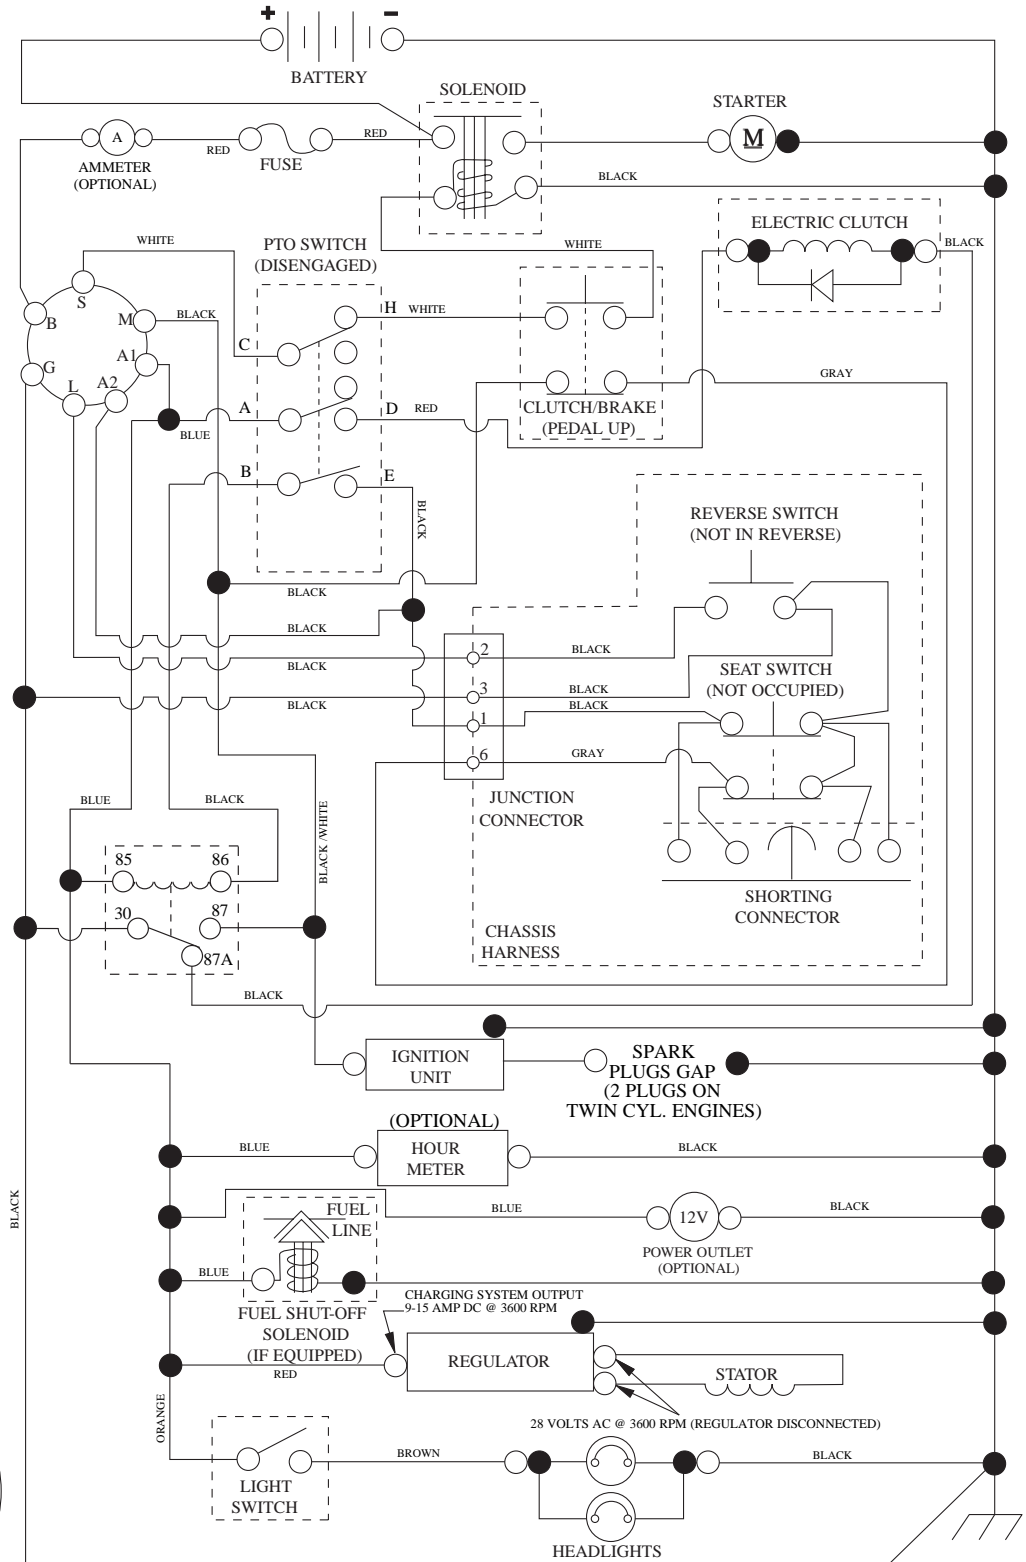 + -
BATTERY
SOLENOID
STARTER
A
RED
FUSE
RED
M
AMMETER
(OPTIONAL)
BLACK
ELECTRIC CLUTCH
WHITE
PTO SWITCH
(DISENGAGED)
WHITE
BLACK
S
B
M
BLACK
H
WHITE
G
A1
C
L
A2
GRAY
A
D
RED
CLUTCH/BRAKE
(PEDAL UP)
BLUE
B
E
BLACK
REVERSE SWITCH
(NOT IN REVERSE)
BLACK
BLACK
2
BLACK
BLACK
SEAT SWITCH
(NOT OCCUPIED)
3
BLACK
BLACK
BLACK
1
6
GRAY
BLUE
BLACK
BLACK /WHITE
JUNCTION
CONNECTOR
85
86
30
87
87A
SHORTING
CONNECTOR
CHASSIS
HARNESS
BLACK
IGNITION
UNIT
SPARK
PLUGS GAP
(2 PLUGS ON
TWIN CYL. ENGINES)
(OPTIONAL)
HOUR
METER
BLUE
BLACK
BLACK
FUEL
LINE
BLUE
12V
BLACK
POWER OUTLET
(OPTIONAL)
BLUE
CHARGING SYSTEM OUTPUT
9-15 AMP DC @ 3600 RPM
FUEL SHUT-OFF
SOLENOID
(IF EQUIPPED)
RED
REGULATOR
STATOR
ORANGE
28 VOLTS AC @ 3600 RPM (REGULATOR DISCONNECTED)
BROWN
BLACK
LIGHT
SWITCH
HEADLIGHTS